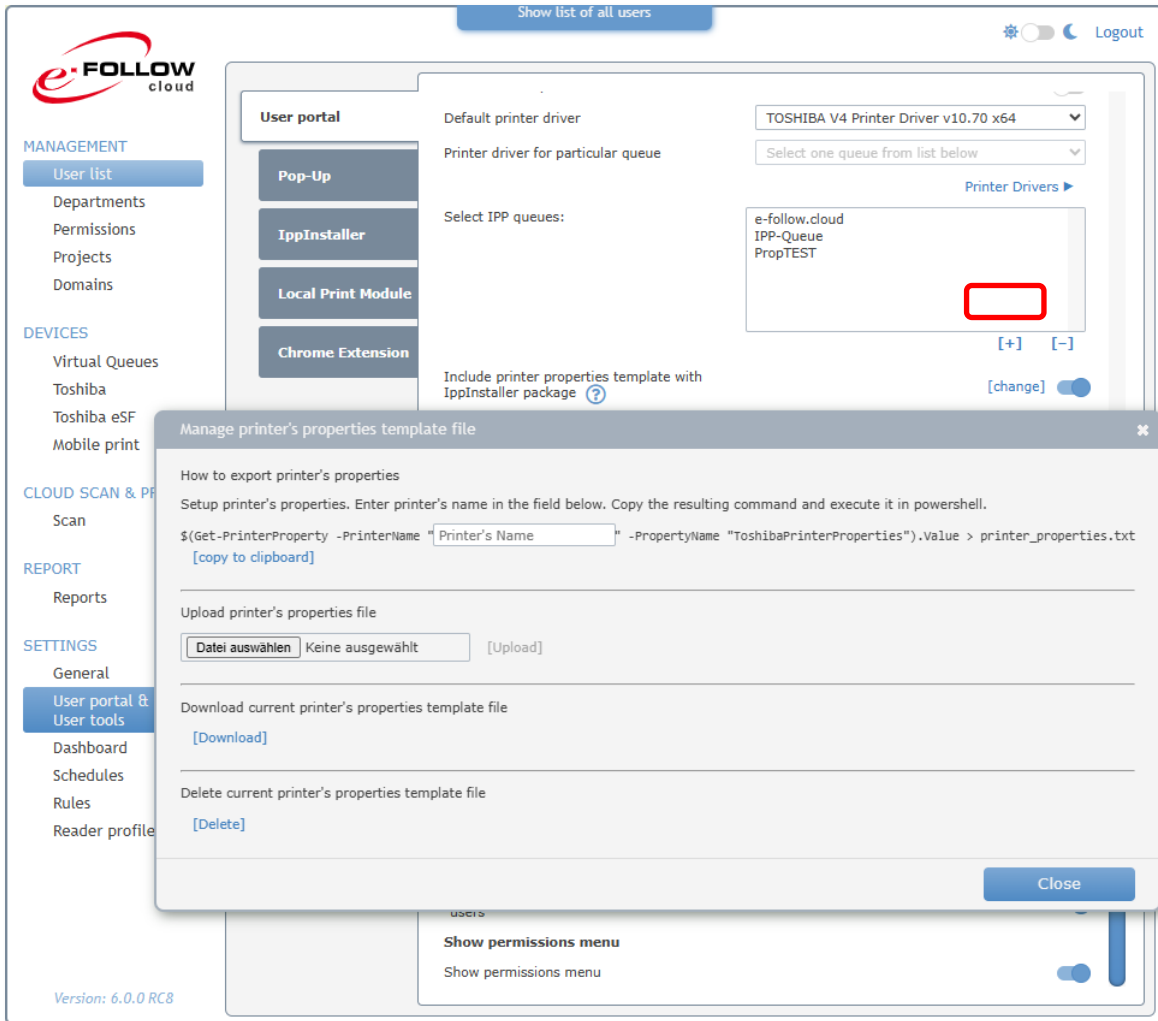 Show list of all users
Logout
e-FOLLOW
cloud
MANAGEMENT
User list
Departments
Permissions
Projects
Domains
DEVICES
Virtual Queues
Toshiba
Toshiba eSF
Mobile print
CLOUD SCAN & PR
Scan
REPORT
Reports
SETTINGS
General
User portal &
User tools
Dashboard
Schedules
Rules
Reader profile
Version: 6.0.0 RC8
User portal
Pop-Up
IppInstaller
Local Print Module
Chrome Extension
Default printer driver
TOSHIBA V4 Printer Driver v10.70 x64
Printer driver for particular queue
Select one queue from list below
Printer Drivers ►
Select IPP queues:
e-follow.cloud
IPP-Queue
PropTEST
[+] [−]
Include printer properties template with
IppInstaller package ?
[change]
Manage printer's properties template file
How to export printer's properties
Setup printer's properties. Enter printer's name in the field below. Copy the resulting command and execute it in powershell.
$(Get-PrinterProperty -PrinterName "Printer's Name" -PropertyName "ToshibaPrinterProperties").Value > printer_properties.txt
[copy to clipboard]
Upload printer's properties file
Datei auswählen Keine ausgewählt [Upload]
Download current printer's properties template file
[Download]
Delete current printer's properties template file
[Delete]
Close
users
Show permissions menu
Show permissions menu